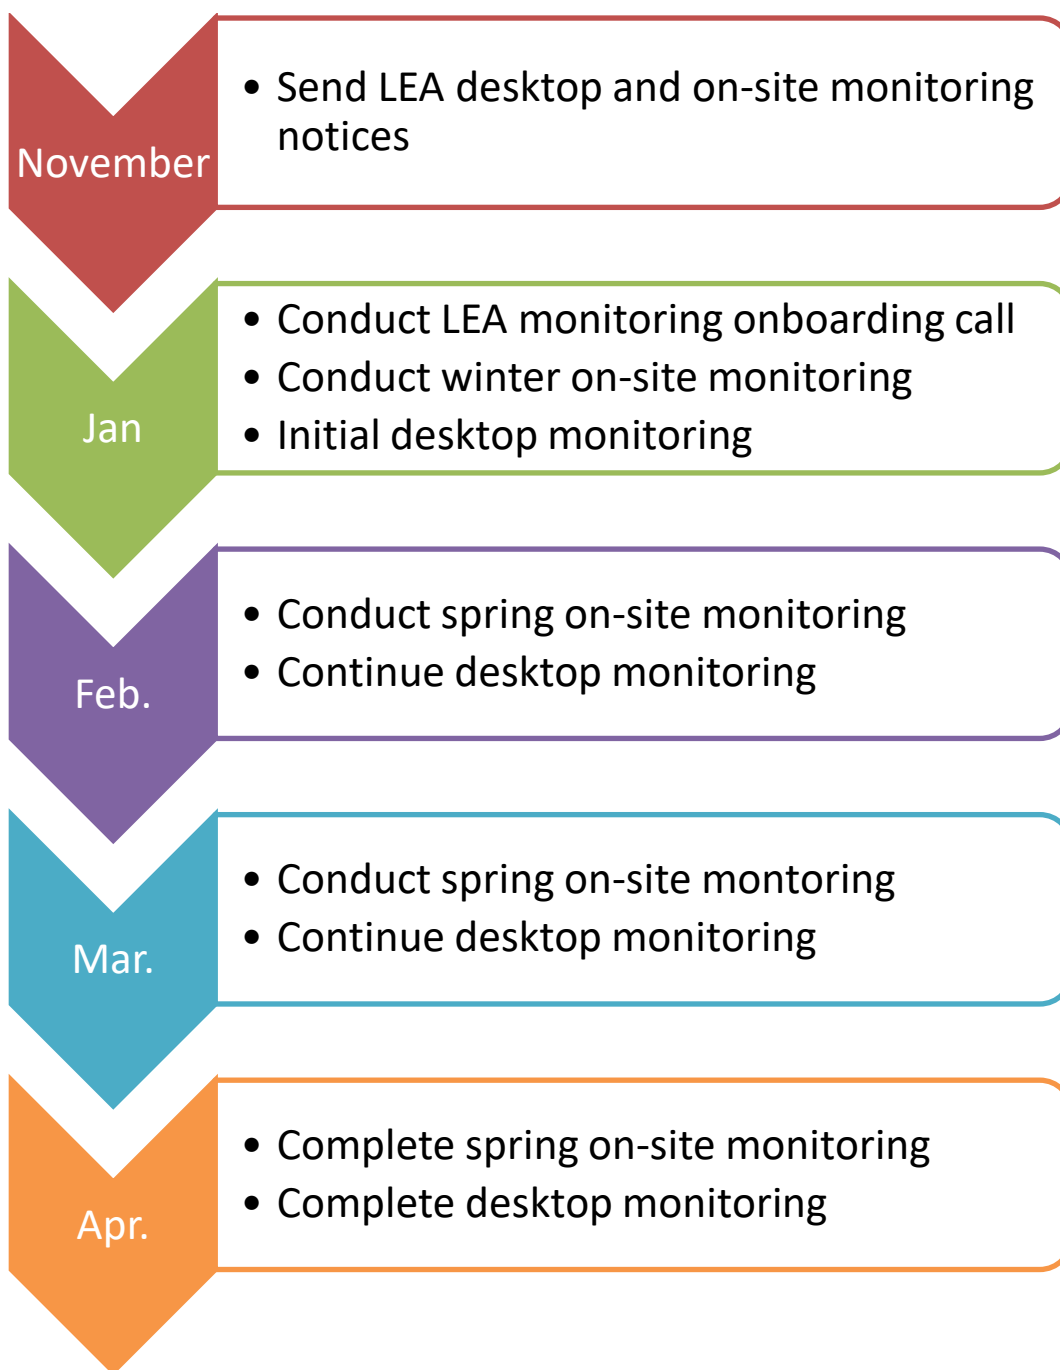 November
• Send LEA desktop and on-site monitoring
notices
Jan
• Conduct LEA monitoring onboarding call
• Conduct winter on-site monitoring
• Initial desktop monitoring
Feb.
• Conduct spring on-site monitoring
• Continue desktop monitoring
Mar.
• Conduct spring on-site montoring
• Continue desktop monitoring
Apr.
• Complete spring on-site monitoring
• Complete desktop monitoring